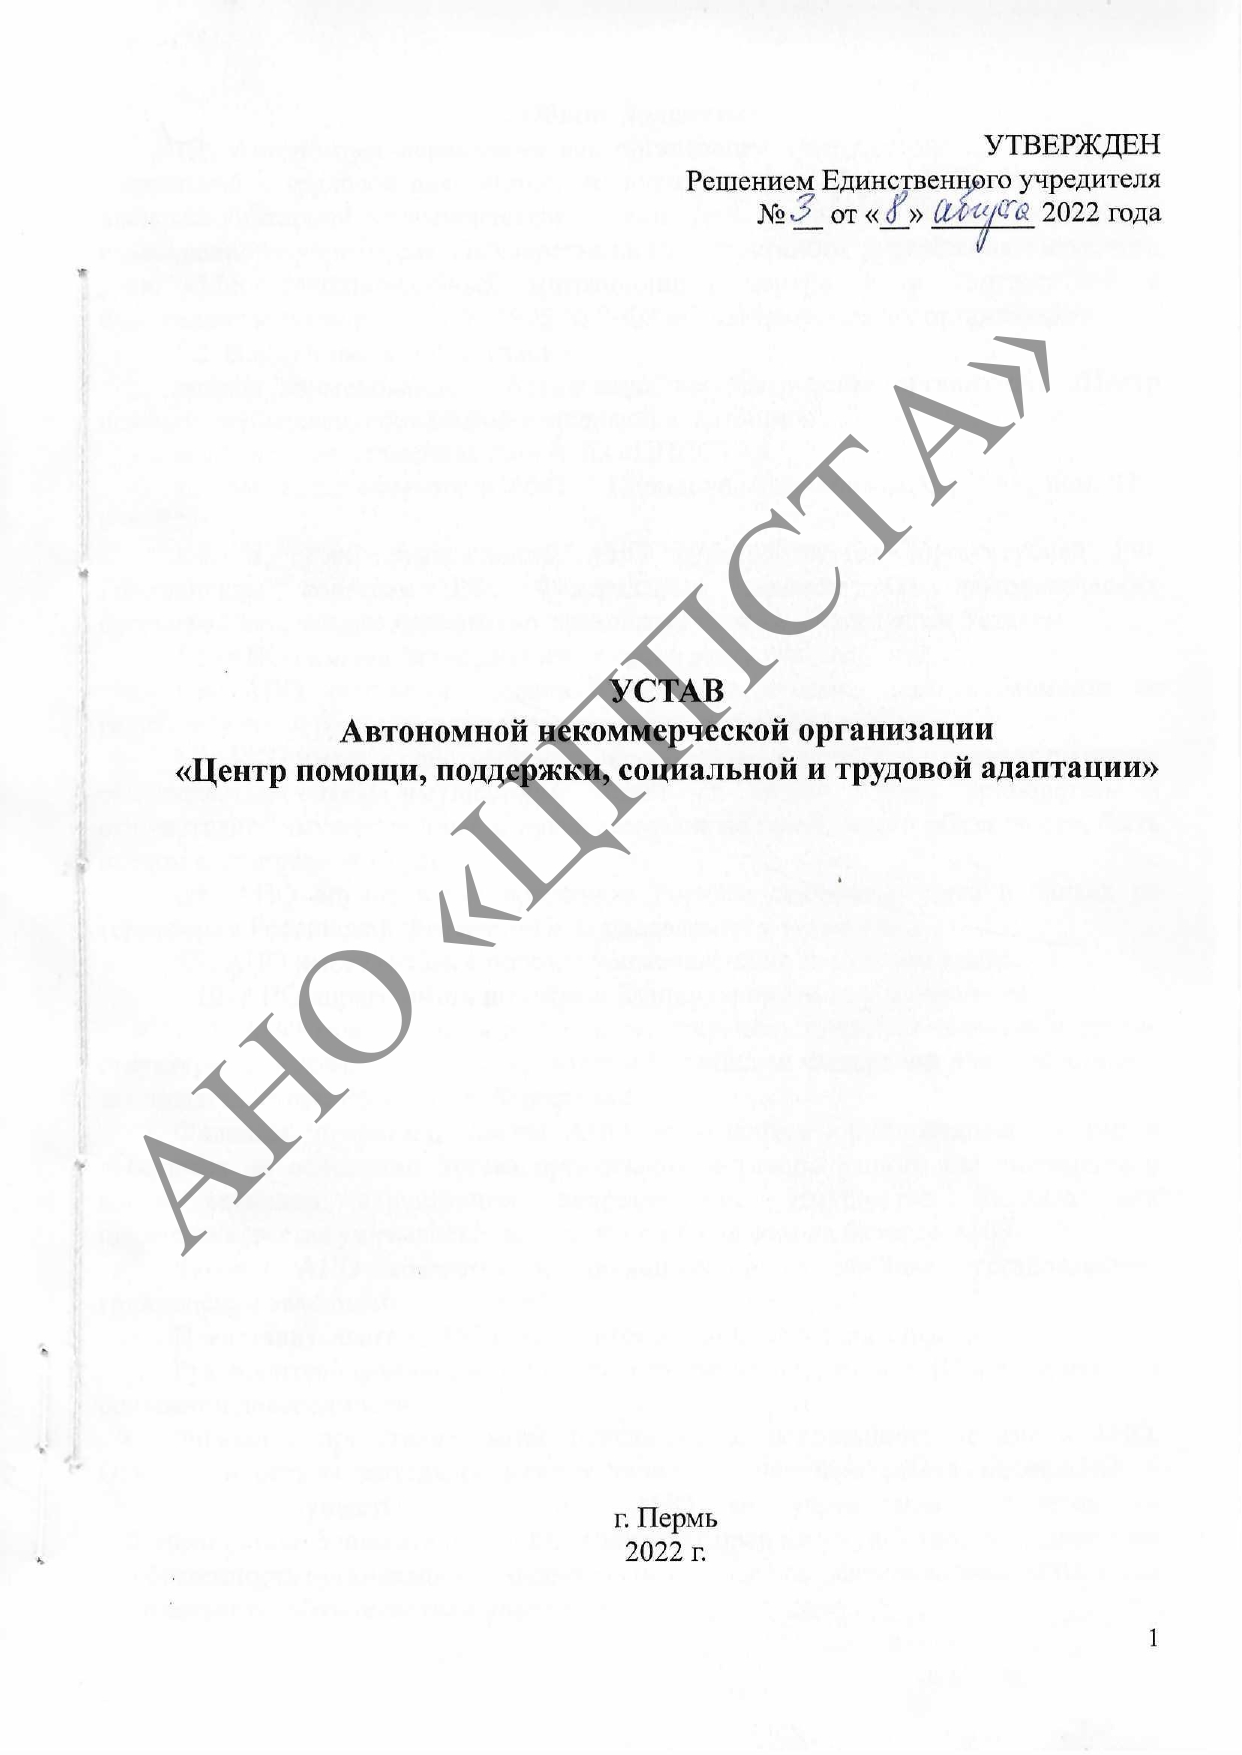 УТВЕРЖДЕН
Решением Единственного учредителя
№ 3 от «8» августа 2022 года
АНО «ЦППСТА»
УСТАВ
Автономной некоммерческой организации
«Центр помощи, поддержки, социальной и трудовой адаптации»
г. Пермь
2022 г.
1